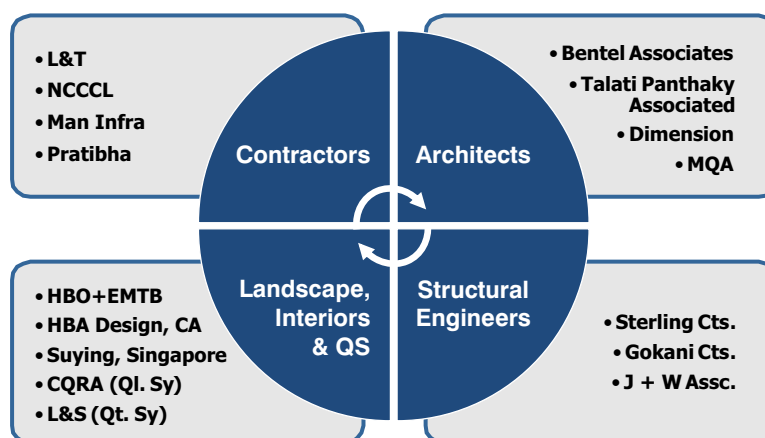 • L&T
• NCCCL
• Man Infra
• Pratibha
Contractors
• Bentel Associates
• Talati Panthaky
Associated
• Dimension
• MQA
Architects
• HBO+EMTB
• HBA Design, CA
• Suying, Singapore
• CQRA (Ql. Sy)
• L&S (Qt. Sy)
Landscape,
Interiors
& QS
Structural
Engineers
• Sterling Cts.
• Gokani Cts.
• J + W Assc.